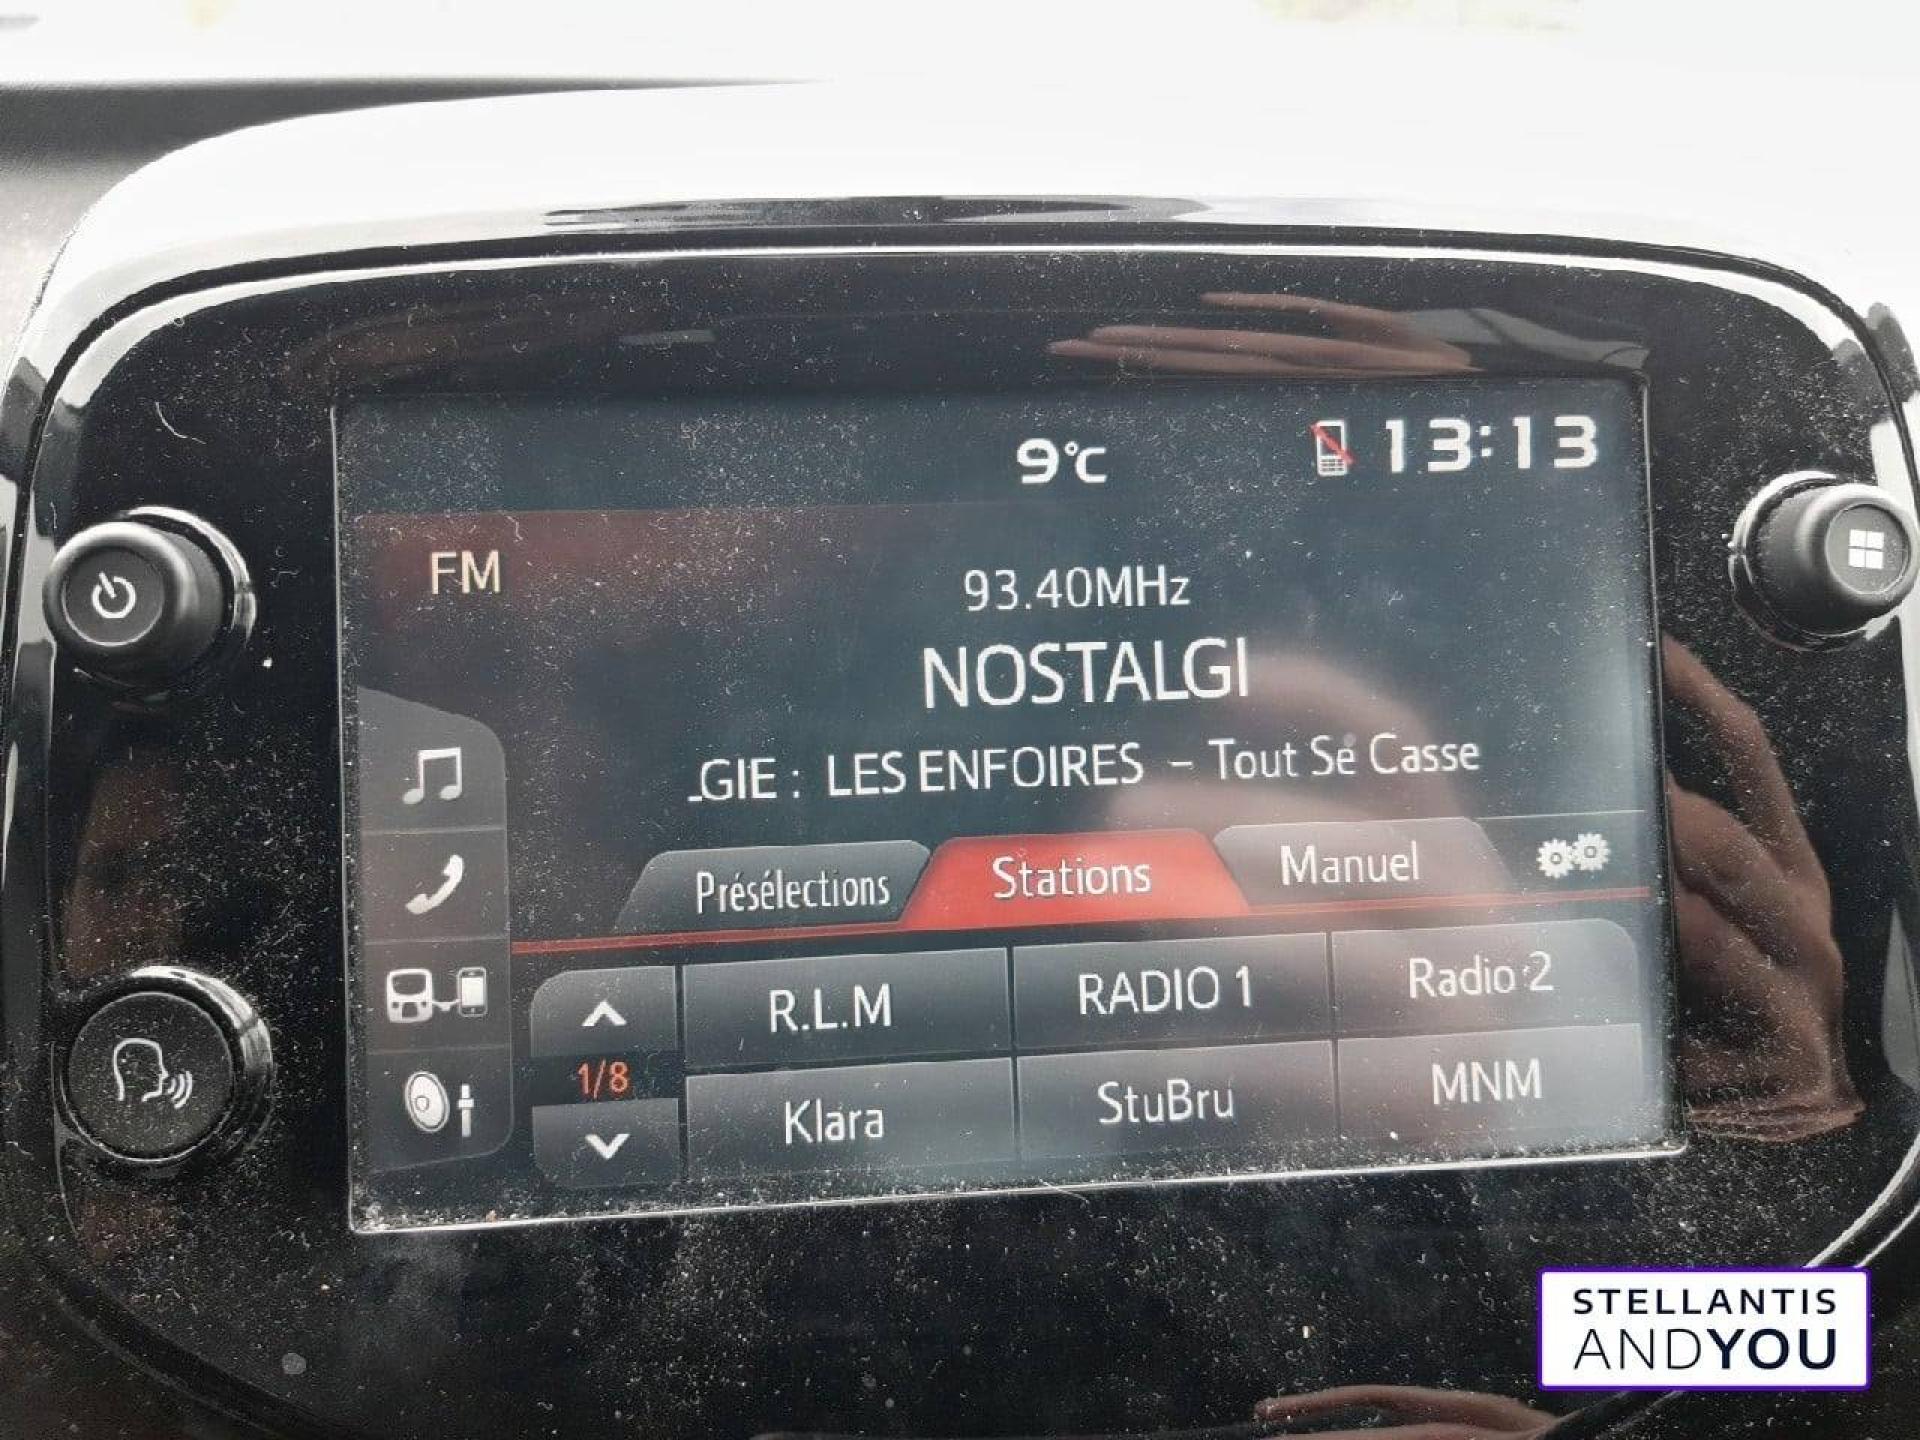 9°C
13:13
FM
93.40MHz
NOSTALGI
_GIE : LES ENFOIRES - Tout Se Casse
Présélections Stations Manuel
R.L.M RADIO 1 Radio 2
1/8
Klara StuBru MNM
STELLANTIS
ANDYOU